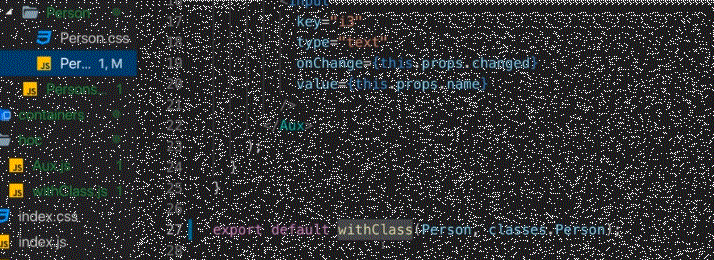 Person
Person.css
Per... 1, M
Persons...
containers
hoc
Aux.js 1
withClass.js 1
index.css
index.js
<input
17 key="i3"
18 type="text"
19 onChange={this.props.changed}
20 value={this.props.name}
21 />
22 </Aux>
23 );
24 }
25 }
26
27 export default withClass(Person, classes.Person);
28